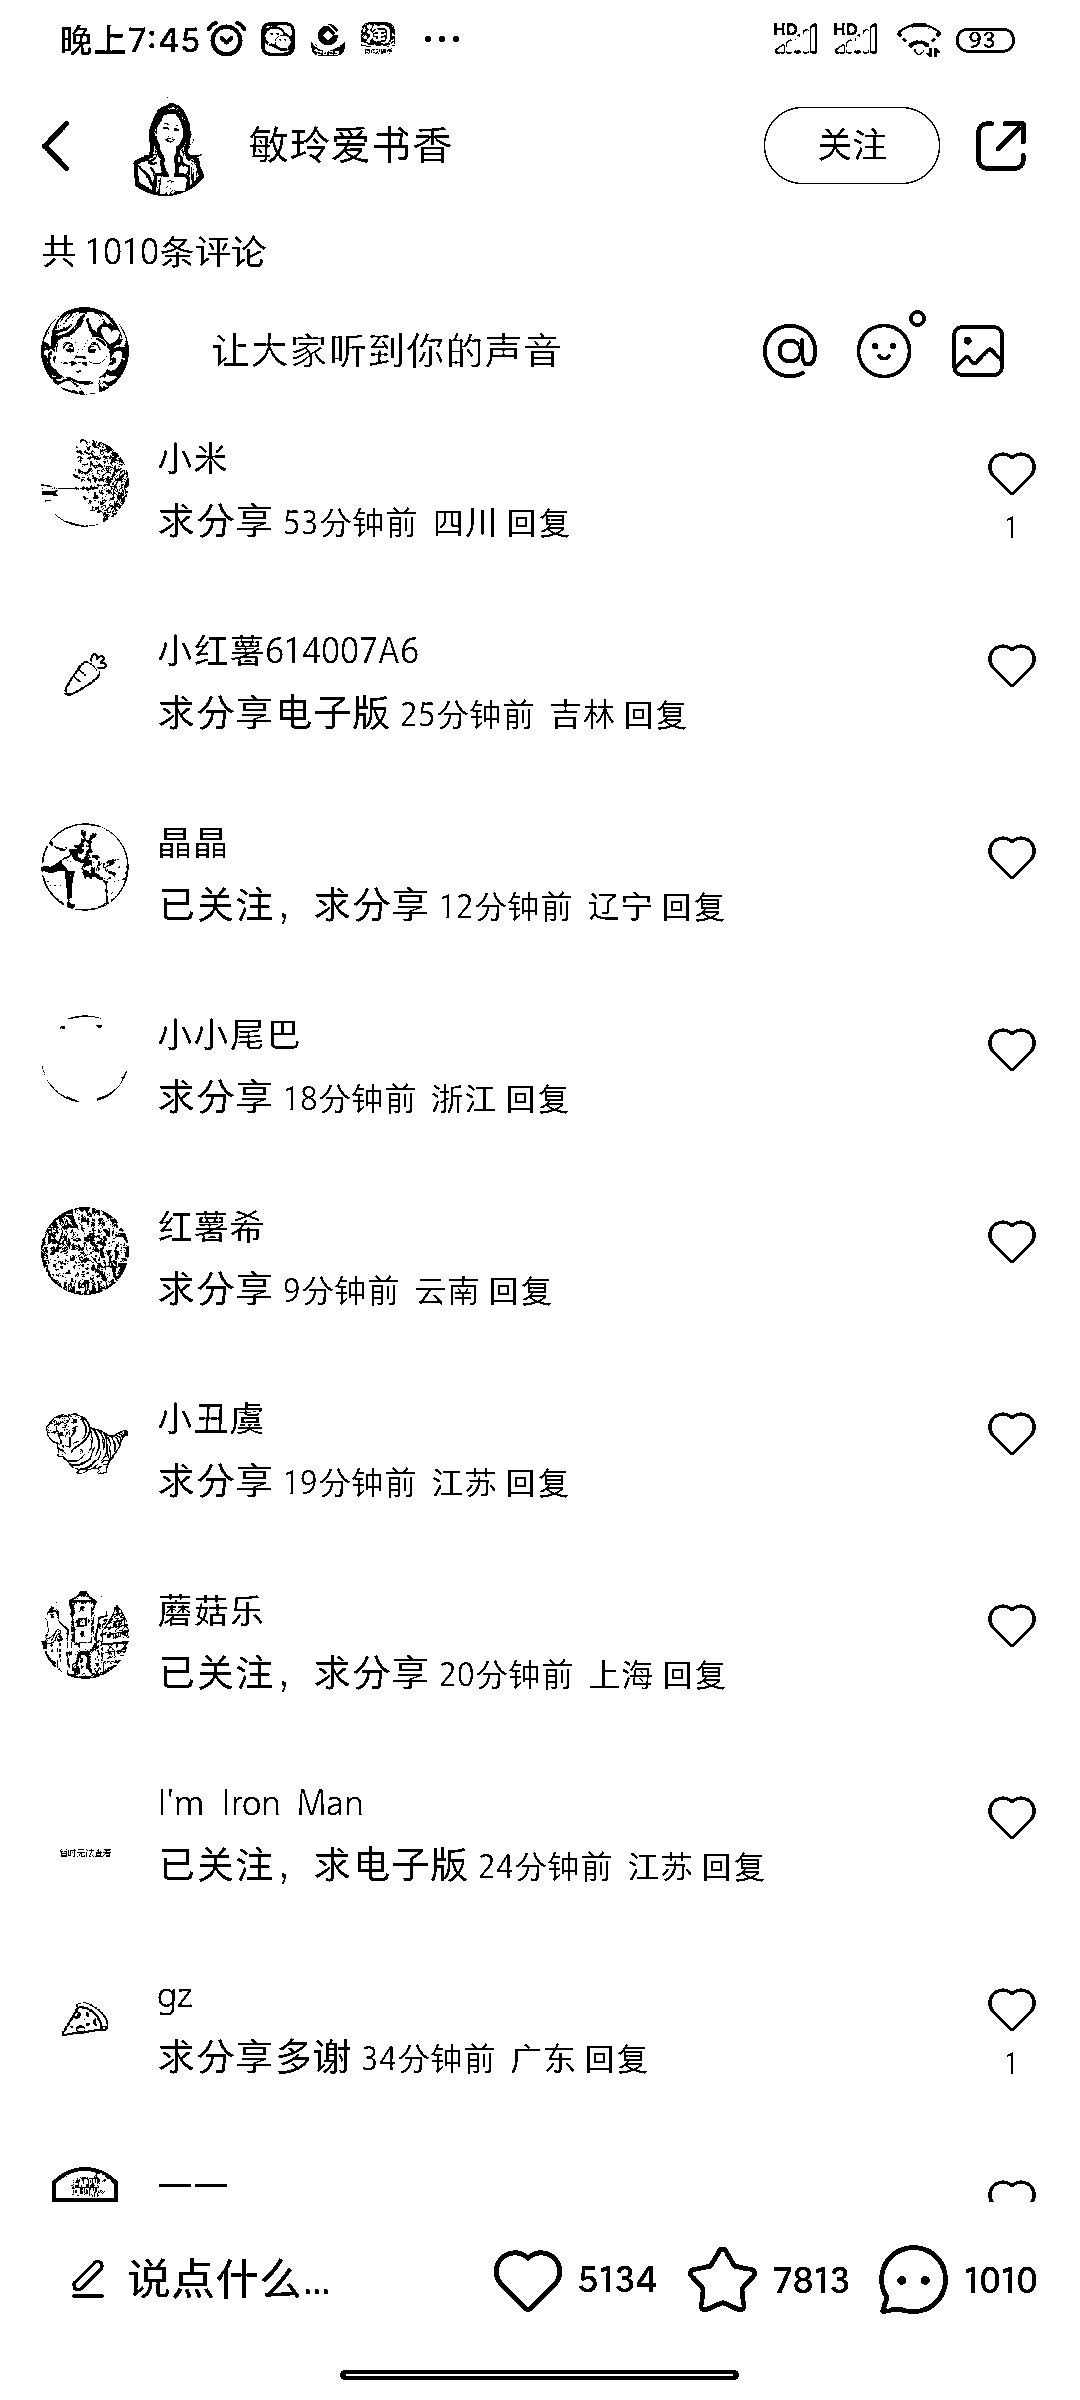 晚上7:45 淘 ... HD HD 93
敏玲爱书香 关注
共 1010条评论
让大家听到你的声音
小米
求分享 53分钟前 四川 回复
1
小红薯614007A6
求分享电子版 25分钟前 吉林 回复
晶晶
已关注，求分享 12分钟前 辽宁 回复
小小尾巴
求分享 18分钟前 浙江 回复
红薯希
求分享 9分钟前 云南 回复
小丑虞
求分享 19分钟前 江苏 回复
蘑菇乐
已关注，求分享 20分钟前 上海 回复
I'm Iron Man
暂时无法查看
已关注，求电子版 24分钟前 江苏 回复
gz
求分享多谢 34分钟前 广东 回复
1
一一
说点什么... 5134 7813 1010